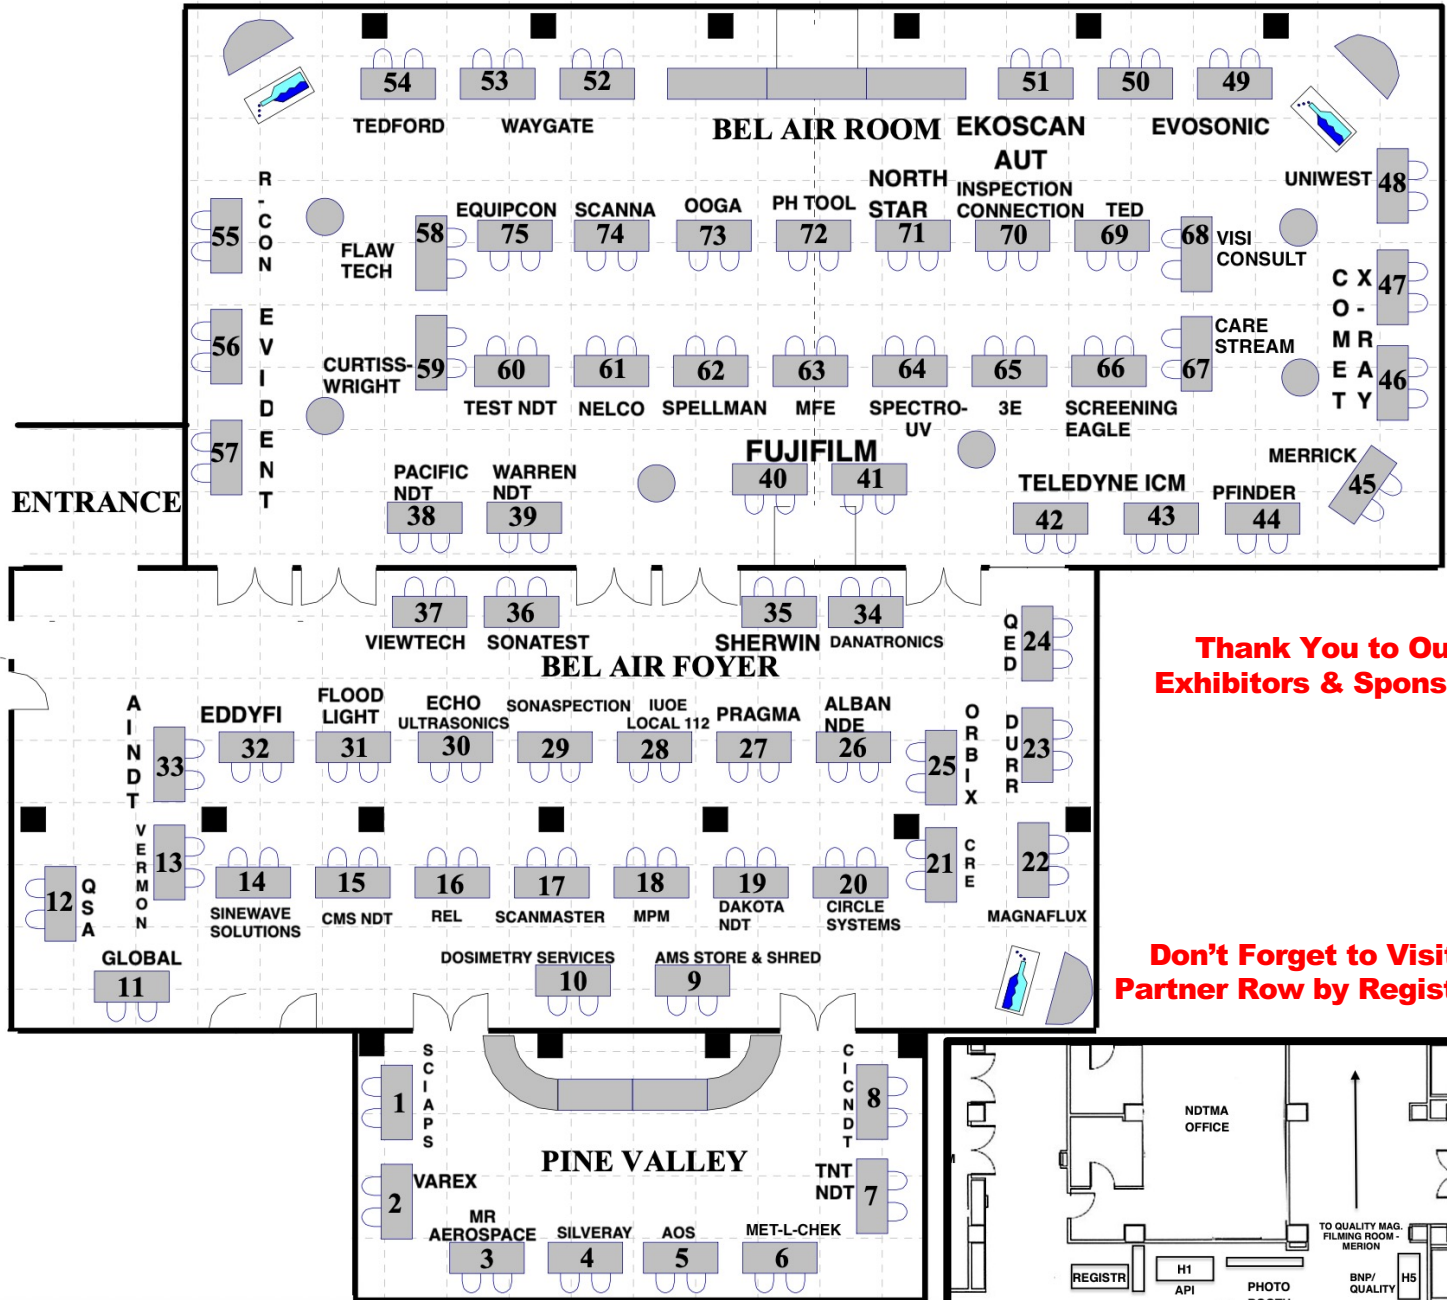 54
53
52
51
50
49
TEDFORD
WAYGATE
BEL AIR ROOM
EKOSCAN
AUT
EVOSONIC
R-CON
55
UNIWEST
48
FLAW
TECH
58
EQUIPCON
75
SCANNA
74
OOGA
73
PH TOOL
72
NORTH
STAR
71
INSPECTION
CONNECTION
70
TED
69
68
VISI
CONSULT
COMET
X-RAY
47
46
EVIDENT
56
57
CURTISS-
WRIGHT
59
60
TEST NDT
61
NELCO
62
SPELLMAN
63
MFE
64
SPECTRO-
UV
65
3E
66
SCREENING
EAGLE
67
CARE
STREAM
ENTRANCE
PACIFIC
NDT
38
WARREN
NDT
39
FUJIFILM
40
41
TELEDYNE ICM
42
43
PFINDER
44
MERRICK
45
37
VIEWTECH
36
SONATEST
35
SHERWIN
34
DANATRONICS
QED
24
BEL AIR FOYER
Thank You to Ou
Exhibitors & Spons
AINDT
33
EDDYFI
32
FLOOD
LIGHT
31
ECHO
ULTRASONICS
30
SONASPECTION
29
IUOE
LOCAL 112
28
PRAGMA
27
ALBAN
NDE
26
25
ORBIX
DURR
23
12
QSA
VERMON
13
14
SINEWAVE
SOLUTIONS
15
CMS NDT
16
REL
17
SCANMASTER
18
MPM
19
DAKOTA
NDT
20
CIRCLE
SYSTEMS
21
CRE
22
MAGNAFLUX
GLOBAL
11
DOSIMETRY SERVICES
10
AMS STORE & SHRED
9
Don't Forget to Visit
Partner Row by Regist
1
SCIAPS
CICNDT
8
PINE VALLEY
2
VAREX
TNT
NDT
7
MR
AEROSPACE
3
SILVERAY
4
AOS
5
MET-L-CHEK
6
NDTMA
OFFICE
TO QUALITY MAG.
FILMING ROOM -
MERION
REGISTR
H1
API
PHOTO
BNP/
QUALITY
H5